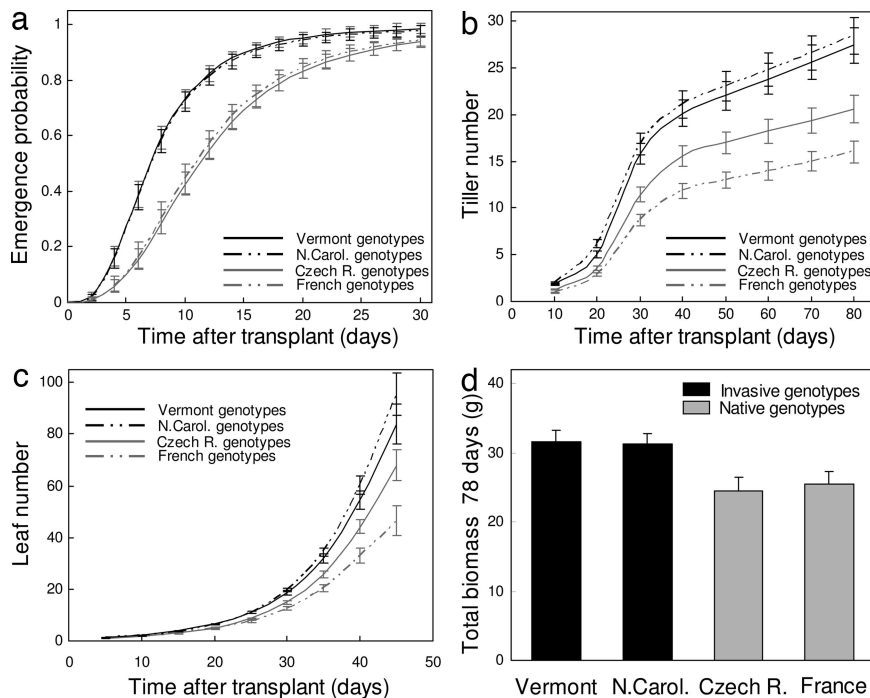 a
Emergence probability
1
0.8
0.6
0.4
0.2
0
0 5 10 15 20 25 30
Time after transplant (days)
Vermont genotypes
N.Carol. genotypes
Czech R. genotypes
French genotypes
b
Tiller number
30
25
20
15
10
5
0
0 10 20 30 40 50 60 70 80
Time after transplant (days)
Vermont genotypes
N.Carol. genotypes
Czech R. genotypes
French genotypes
c
Leaf number
100
80
60
40
20
0
0 10 20 30 40 50
Time after transplant (days)
Vermont genotypes
N.Carol. genotypes
Czech R. genotypes
French genotypes
d
Total biomass 78 days (g)
40
30
20
10
0
Invasive genotypes
Native genotypes
Vermont N.Carol. Czech R. France